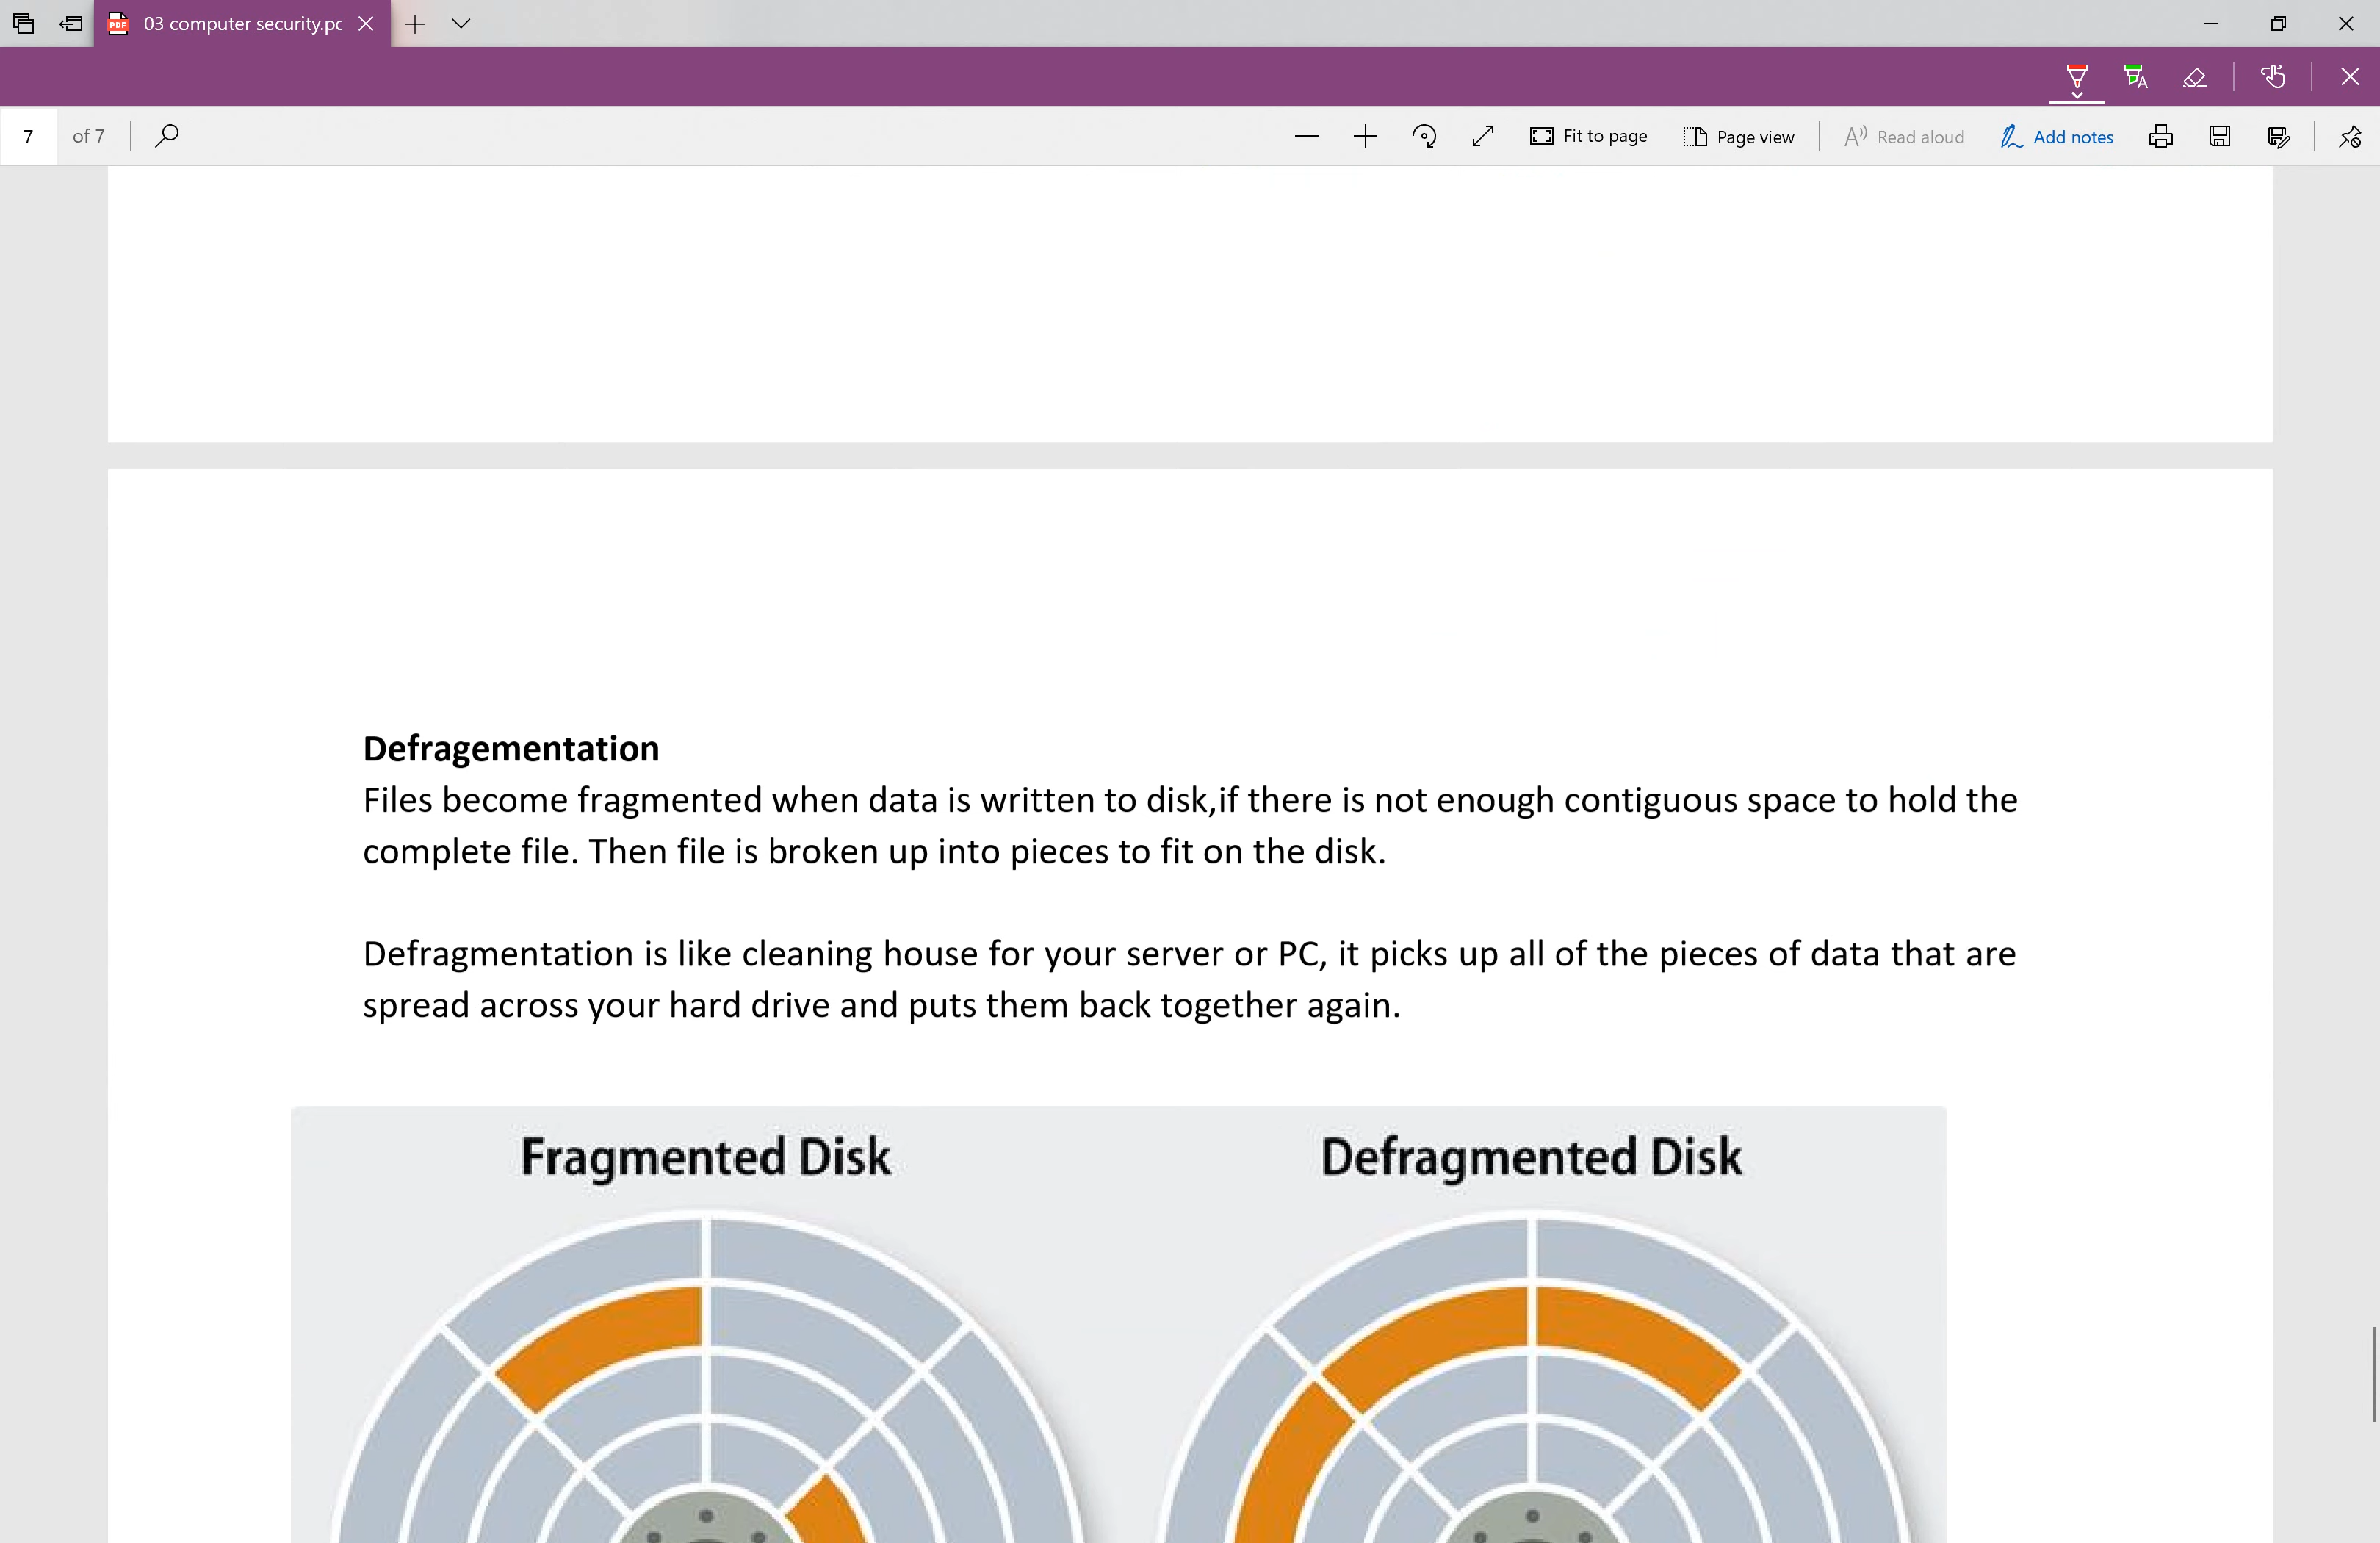 03 computer security.pc
7 of 7
Fit to page
Page view
Read aloud
Add notes
Defragementation
Files become fragmented when data is written to disk,if there is not enough contiguous space to hold the
complete file. Then file is broken up into pieces to fit on the disk.
Defragmentation is like cleaning house for your server or PC, it picks up all of the pieces of data that are
spread across your hard drive and puts them back together again.
Fragmented Disk
Defragmented Disk